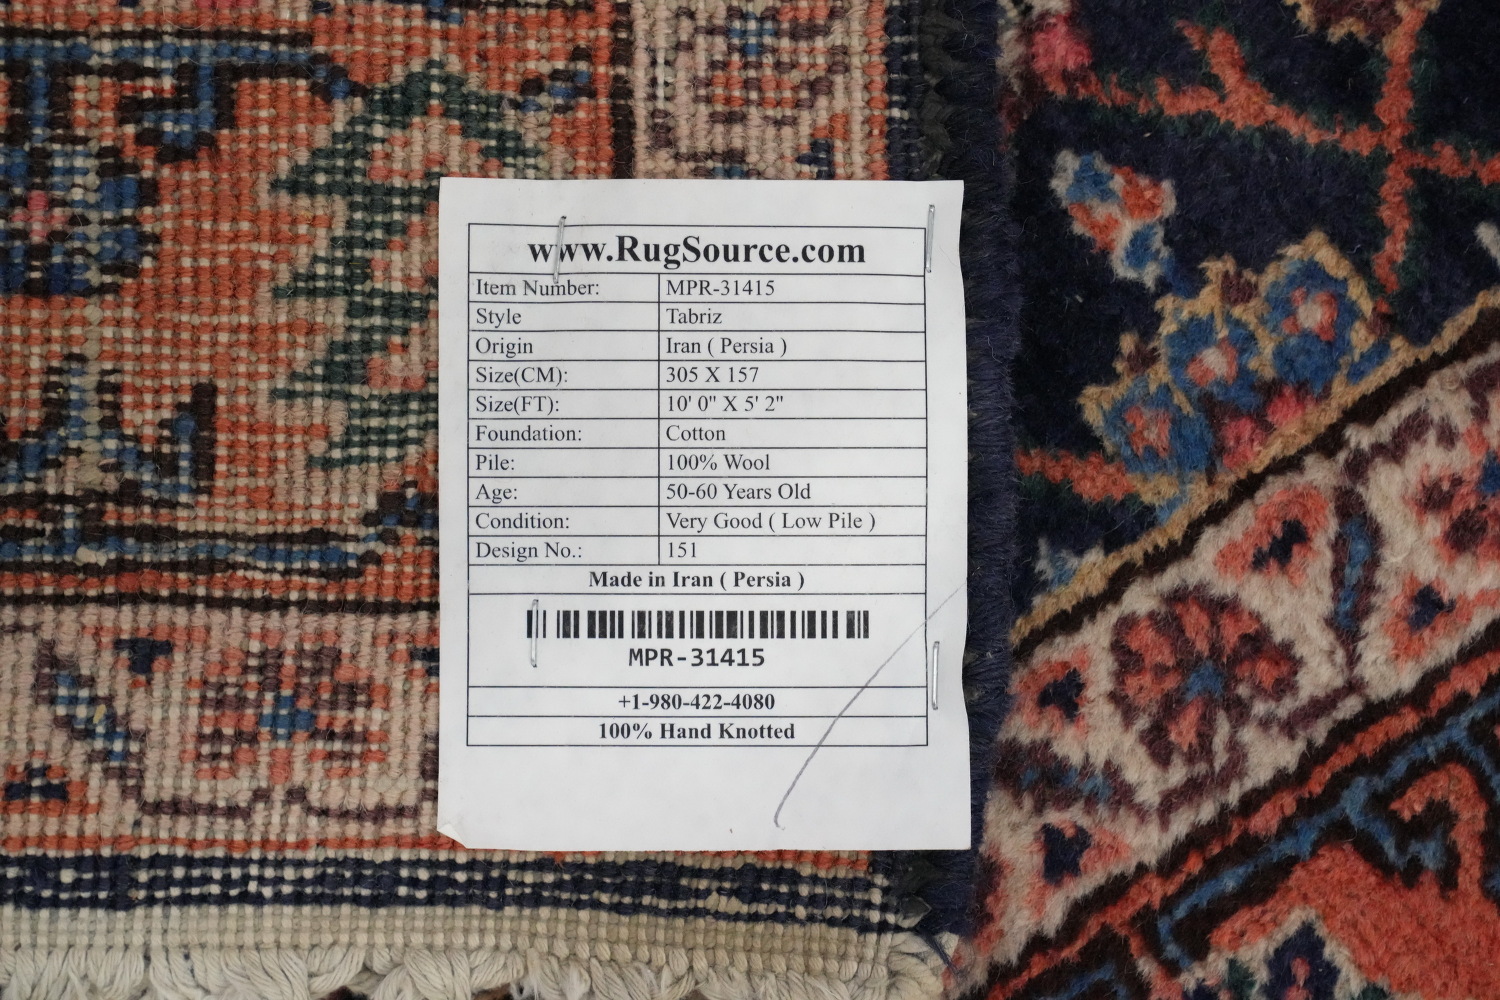 www.RugSource.com
Item Number: MPR-31415
Style Tabriz
Origin Iran ( Persia )
Size(CM): 305 X 157
Size(FT): 10' 0" X 5' 2"
Foundation: Cotton
Pile: 100% Wool
Age: 50-60 Years Old
Condition: Very Good ( Low Pile )
Design No.: 151
Made in Iran ( Persia )
MPR-31415
+1-980-422-4080
100% Hand Knotted